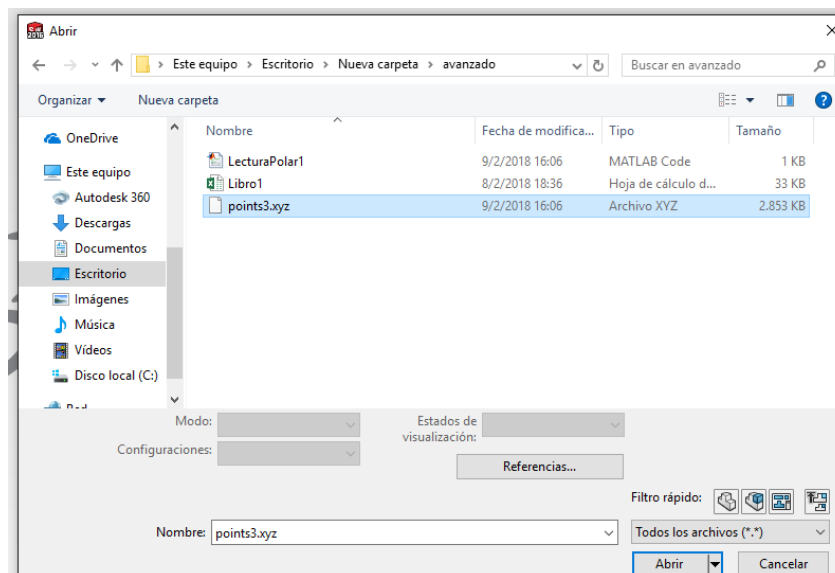 Abrir
Este equipo > Escritorio > Nueva carpeta > avanzado
Buscar en avanzado
Organizar
Nueva carpeta
Nombre
Fecha de modifica...
Tipo
Tamaño
OneDrive
Este equipo
Autodesk 360
Descargas
Documentos
Escritorio
Imágenes
Música
Vídeos
Disco local (C:)
LecturaPolar1 9/2/2018 16:06 MATLAB Code 1 KB
Libro1 8/2/2018 18:36 Hoja de cálculo d... 33 KB
points3.xyz 9/2/2018 16:06 Archivo XYZ 2.853 KB
Modo:
Estados de
visualización:
Configuraciones:
Referencias...
Filtro rápido:
Nombre: points3.xyz
Todos los archivos (*.*)
Abrir
Cancelar